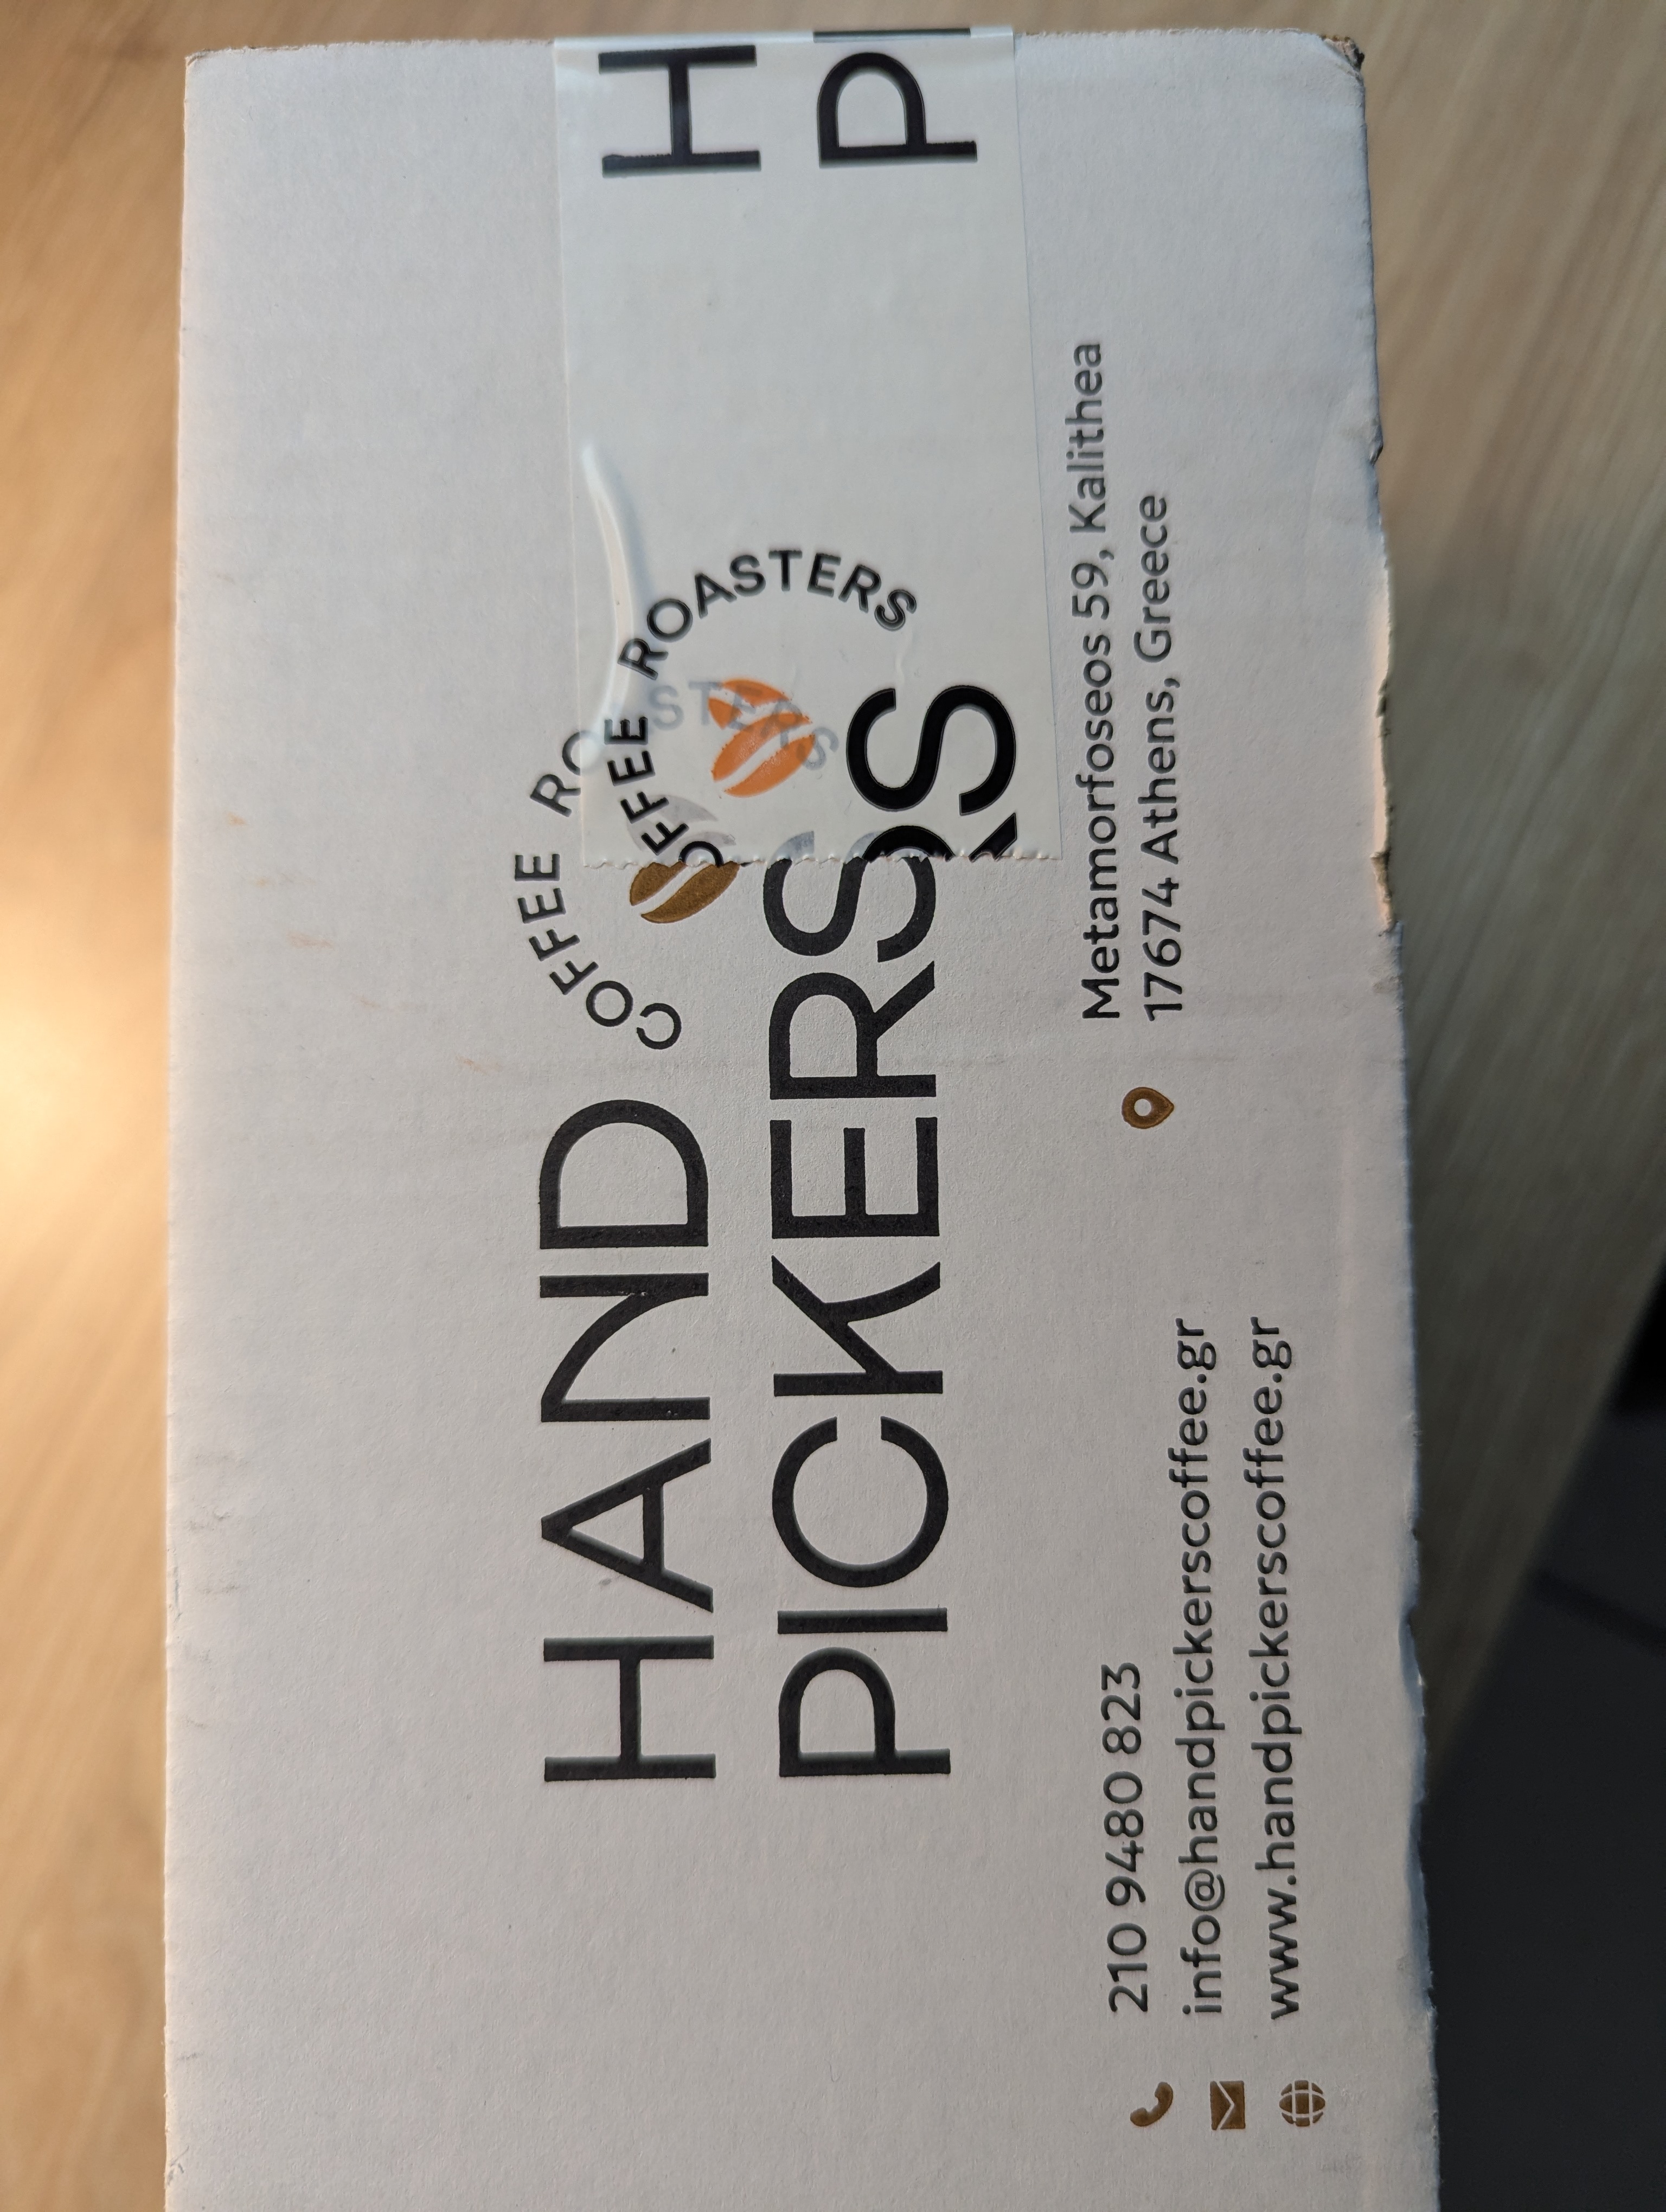 HAND
COFFEE ROASTERS
PICKERS
210 9480 823
info@handpickerscoffee.gr
www.handpickerscoffee.gr
Metamorfoseos 59, Kalithea
17674 Athens, Greece
COFFEE ROASTERS
RS
H
P